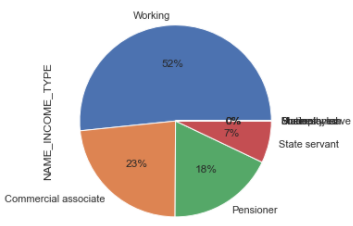 Working
52%
NAME_INCOME_TYPE
0%
7%
State servant
23%
18%
Commercial associate
Pensioner